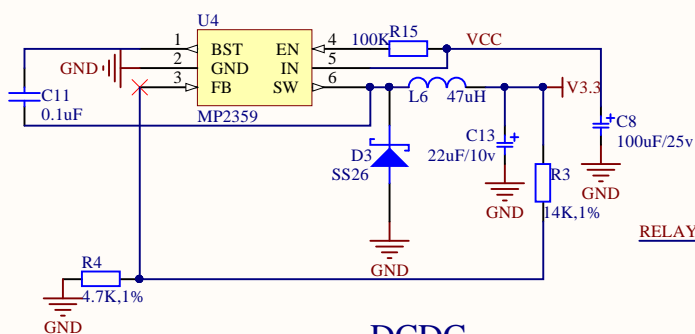 U4
1 BST EN 4 100K R15 VCC
GND 2 GND IN 5
3 FB SW 6
MP2359
C11
0.1uF
L6 47uH
V3.3
C8
100uF/25v
GND
C13
22uF/10v
GND
D3
SS26
GND
R3
14K,1%
RELAY
R4
4.7K,1%
GND